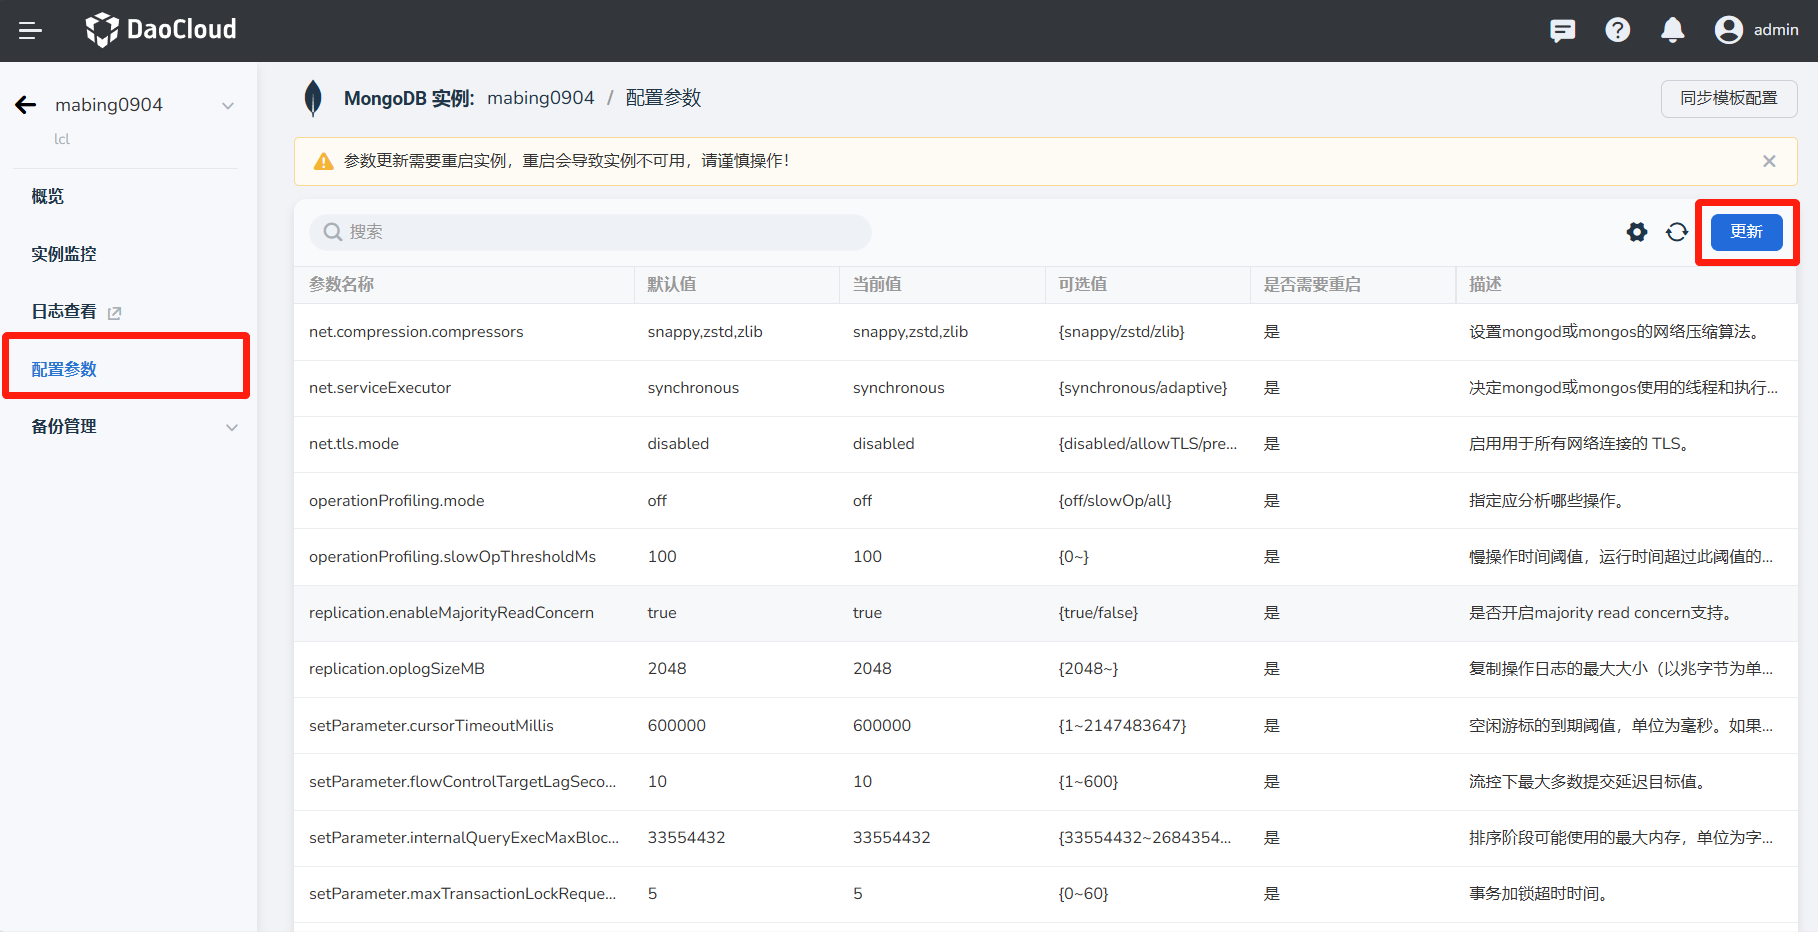 DaoCloud
admin
mabing0904
lcl
概览
实例监控
日志查看
配置参数
备份管理
MongoDB 实例: mabing0904 / 配置参数
同步模板配置
参数更新需要重启实例，重启会导致实例不可用，请谨慎操作！
搜索
更新
参数名称 默认值 当前值 可选值 是否需要重启 描述
net.compression.compressors snappy,zstd,zlib snappy,zstd,zlib {snappy/zstd/zlib} 是 设置mongod或mongos的网络压缩算法。
net.serviceExecutor synchronous synchronous {synchronous/adaptive} 是 决定mongod或mongos使用的线程和执行...
net.tls.mode disabled disabled {disabled/allowTLS/pre... 是 启用用于所有网络连接的 TLS。
operationProfiling.mode off off {off/slowOp/all} 是 指定应分析哪些操作。
operationProfiling.slowOpThresholdMs 100 100 {0~} 是 慢操作时间阈值，运行时间超过此阈值的...
replication.enableMajorityReadConcern true true {true/false} 是 是否开启majority read concern支持。
replication.oplogSizeMB 2048 2048 {2048~} 是 复制操作日志的最大大小（以兆字节为单...
setParameter.cursorTimeoutMillis 600000 600000 {1~2147483647} 是 空闲游标的到期阈值，单位为毫秒。如果...
setParameter.flowControlTargetLagSeco... 10 10 {1~600} 是 流控下最大多数提交延迟目标值。
setParameter.internalQueryExecMaxBloc... 33554432 33554432 {33554432~2684354... 是 排序阶段可能使用的最大内存，单位为字...
setParameter.maxTransactionLockReque... 5 5 {0~60} 是 事务加锁超时时间。